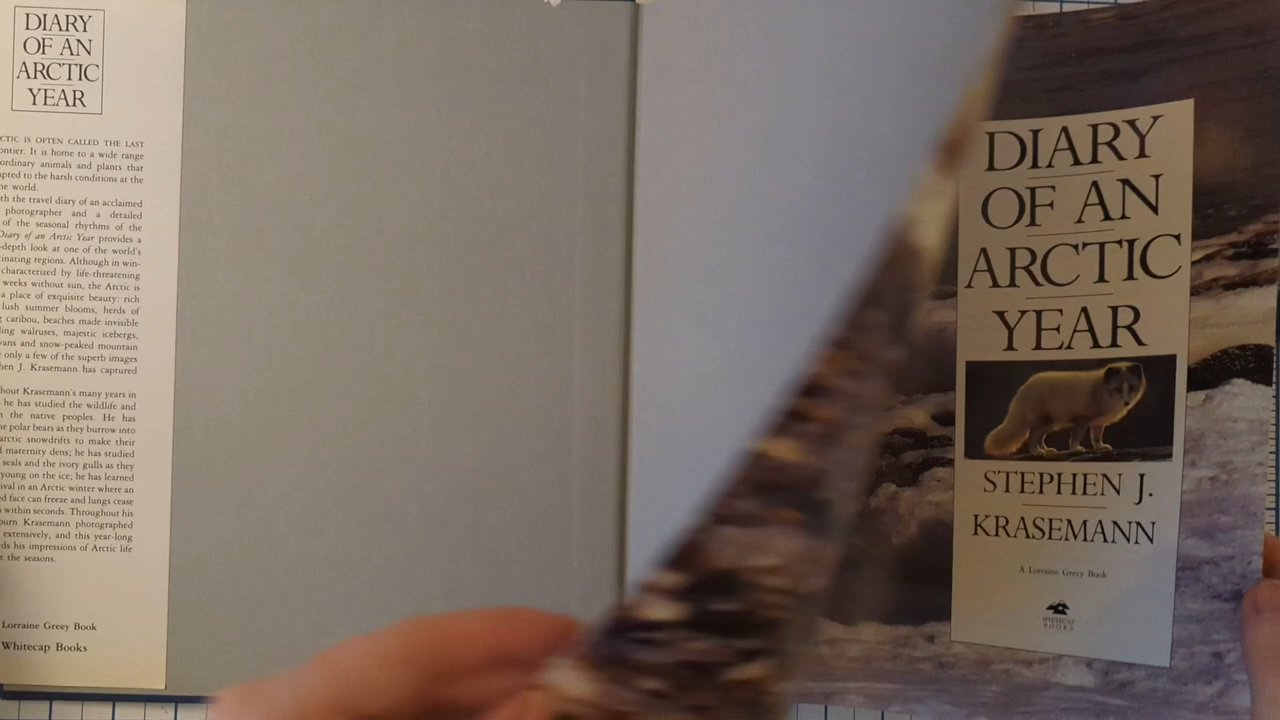 DIARY
OF AN
ARCTIC
YEAR
CTIC IS OFTEN CALLED THE LAST
ontier. It is home to a wide range
ordinary animals and plants that
pted to the harsh conditions at the
he world.
th the travel diary of an acclaimed
photographer and a detailed
of the seasonal rhythms of the
Diary of an Arctic Year provides a
-depth look at one of the world's
inating regions. Although in win-
characterized by life-threatening
weeks without sun, the Arctic is
a place of exquisite beauty: rich
lush summer blooms, herds of
g caribou, beaches made invisible
ling walruses, majestic icebergs,
vans and snow-peaked mountain
only a few of the superb images
hen J. Krasemann has captured
hout Krasemann's many years in
he has studied the wildlife and
h the native peoples. He has
he polar bears as they burrow into
arctic snowdrifts to make their
d maternity dens; he has studied
seals and the ivory gulls as they
young on the ice; he has learned
ival in an Arctic winter where an
ed face can freeze and lungs cease
n within seconds. Throughout his
ourn Krasemann photographed
extensively, and this year-long
ds his impressions of Arctic life
t the seasons.
Lorraine Greey Book
Whitecap Books
DIARY
OF AN
ARCTIC
YEAR
STEPHEN J.
KRASEMANN
A Lorraine Greey Book
WHITECAP
BOOKS